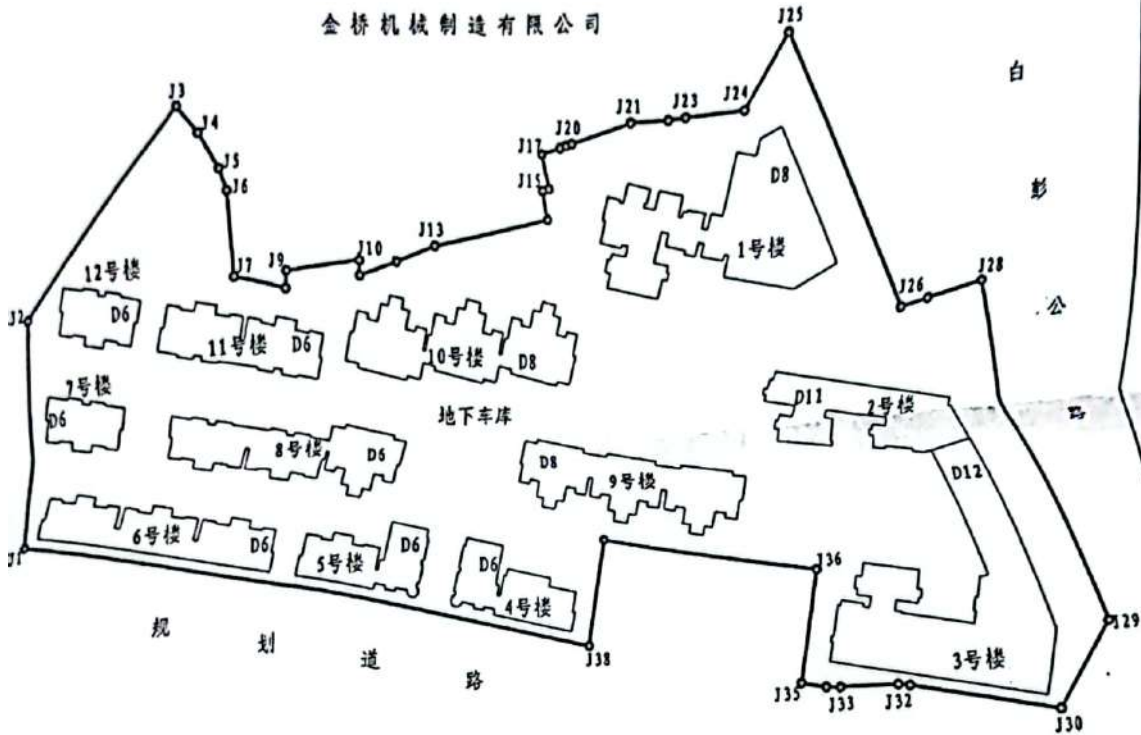 金桥机械制造有限公司
J25
白
彭
公
路
J3
J4
J5
J6
J7
J9
J10
J13
J15
J17
J20
J21
J23
J24
D8
1号楼
J26
J28
12号楼
D6
J2
11号楼
D6
10号楼
D8
7号楼
D6
地下车库
D11
2号楼
8号楼
D6
D8
9号楼
D12
6号楼
D6
5号楼
D6
D6
4号楼
J1
J36
J29
规划道路
J38
3号楼
J35
J33
J32
J30